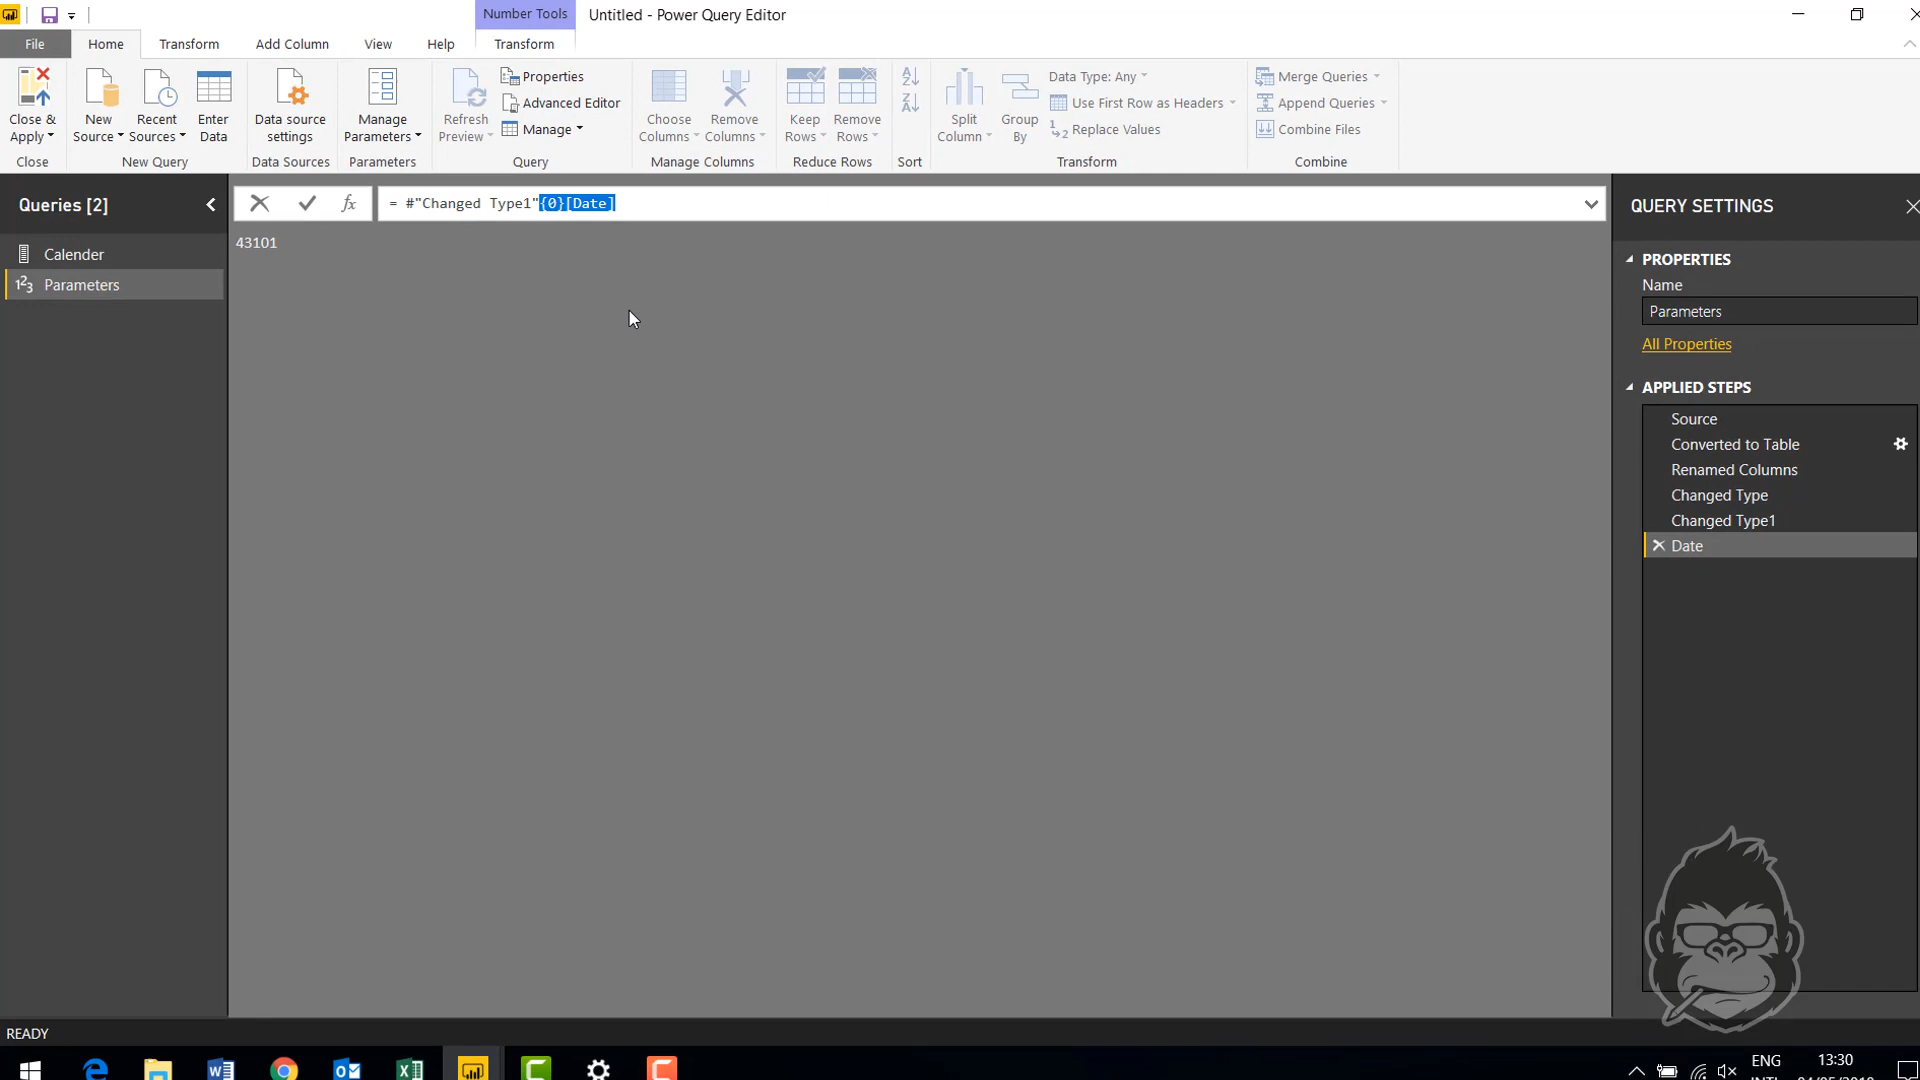 Number Tools
Untitled - Power Query Editor
File
Home
Transform
Add Column
View
Help
Transform
Close & Apply
New Source
Recent Sources
Enter Data
Data source settings
Manage Parameters
Refresh Preview
Properties
Advanced Editor
Manage
Choose Columns
Remove Columns
Keep Rows
Remove Rows
Split Column
Group By
Data Type: Any
Use First Row as Headers
Replace Values
Merge Queries
Append Queries
Combine Files
Close
New Query
Data Sources
Parameters
Query
Manage Columns
Reduce Rows
Sort
Transform
Combine
Queries [2]
= #"Changed Type1"{0}[Date]
43101
Calender
Parameters
QUERY SETTINGS
PROPERTIES
Name
Parameters
All Properties
APPLIED STEPS
Source
Converted to Table
Renamed Columns
Changed Type
Changed Type1
Date
READY
ENG
13:30